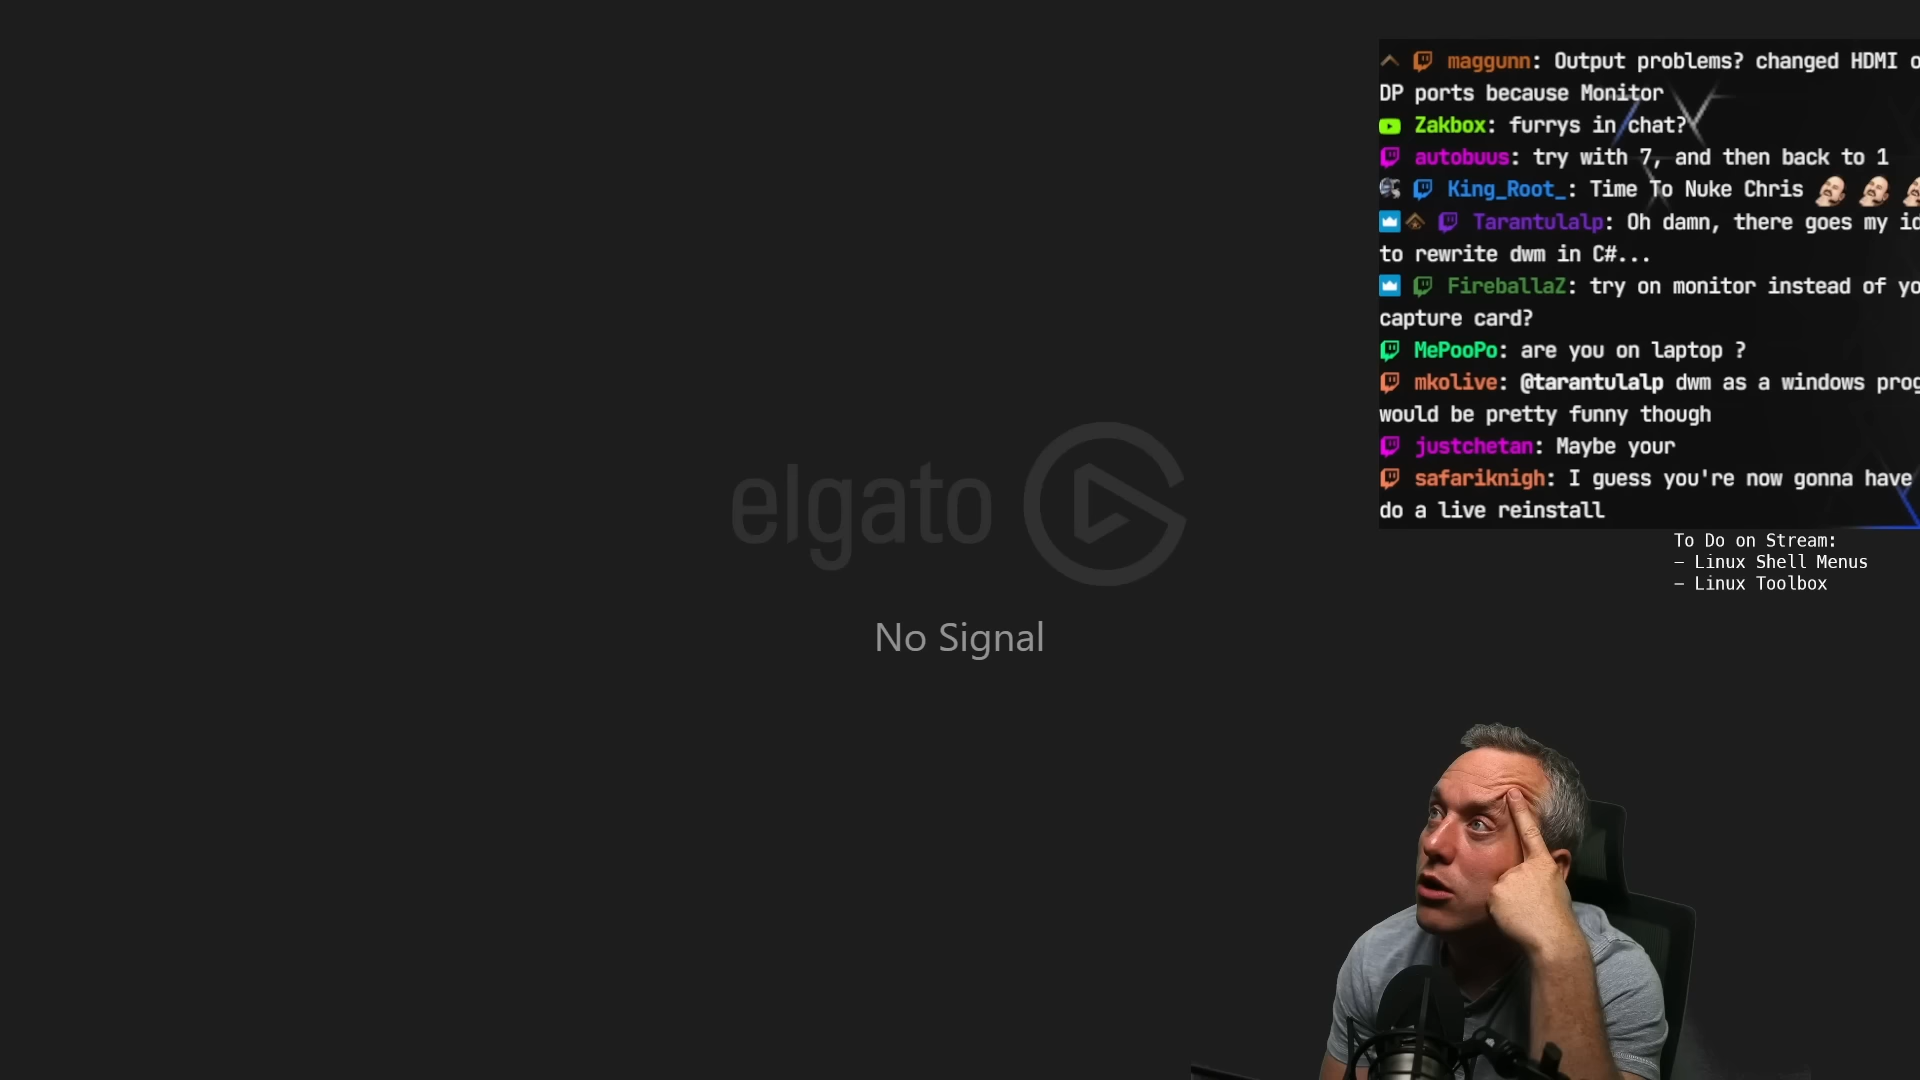 maggunn: Output problems? changed HDMI
DP ports because Monitor
Zakbox: furrys in chat?
autobuus: try with 7, and then back to 1
King_Root_: Time To Nuke Chris
Tarantulalp: Oh damn, there goes my
to rewrite dwm in C#...
FireballaZ: try on monitor instead of
capture card?
MePooPo: are you on laptop ?
mkolive: @tarantulalp dwm as a windows
would be pretty funny though
justchetan: Maybe your
safariknigh: I guess you're now gonna have
do a live reinstall
To Do on Stream:
- Linux Shell Menus
- Linux Toolbox
elgato
No Signal